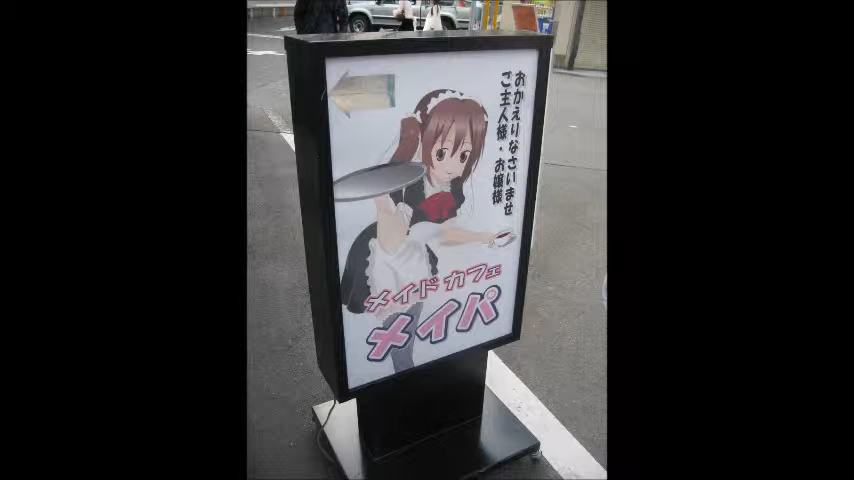 おかえりなさいませ
ご主人様・お嬢様
メイドカフェ
メイパ